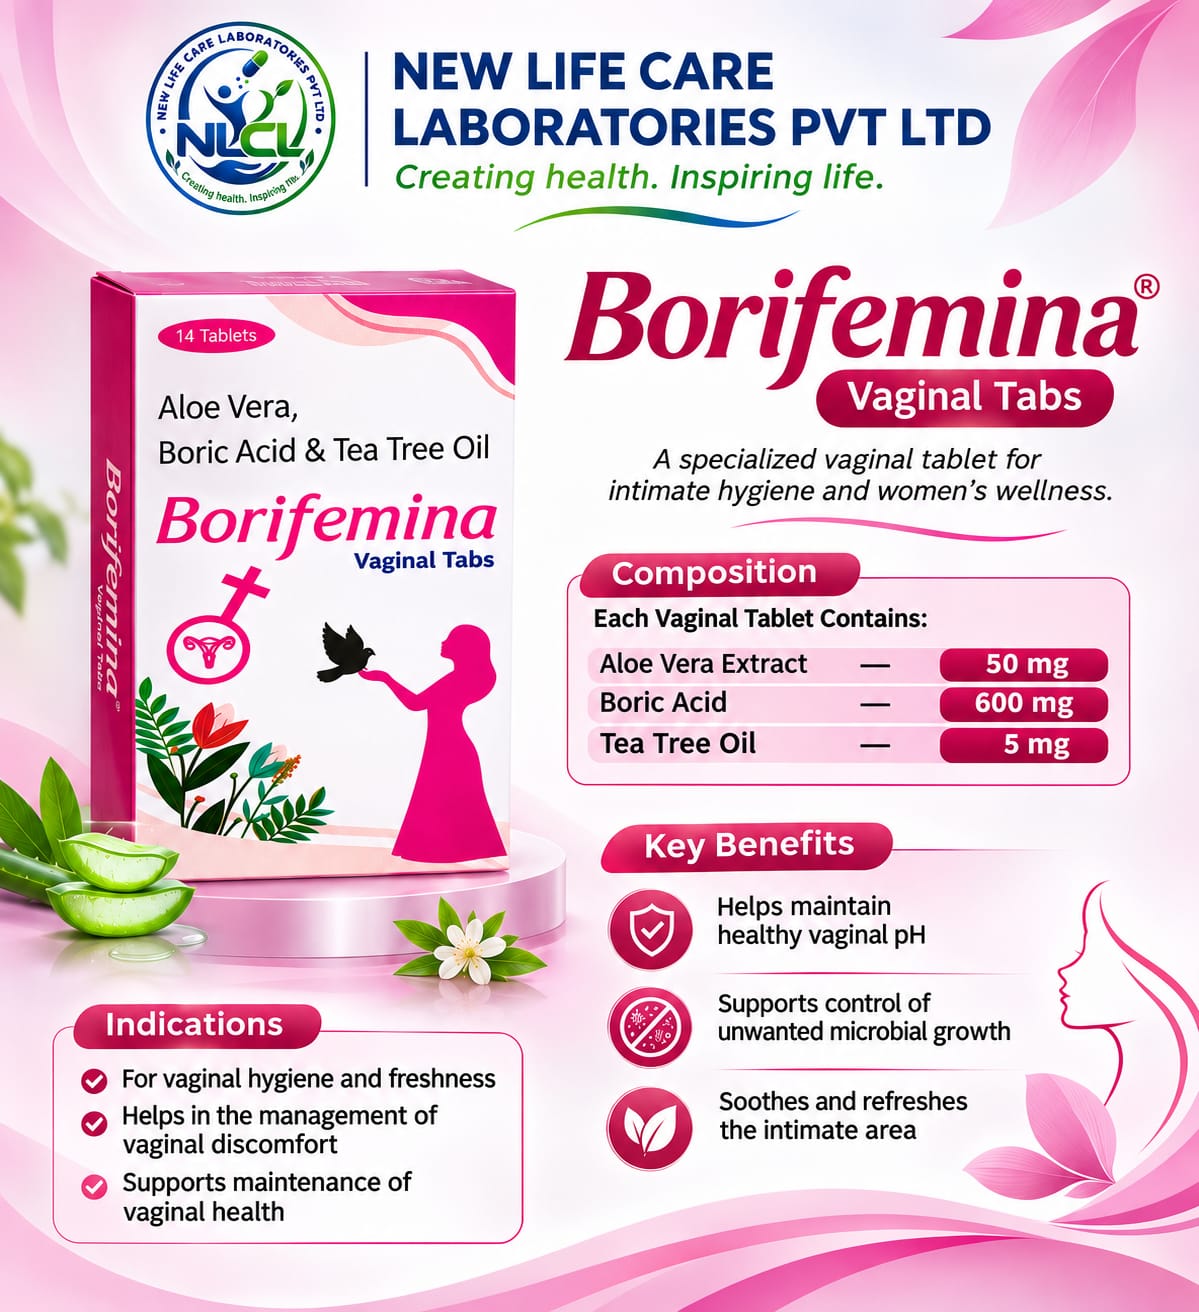 NEW LIFE CARE LABORATORIES PVT LTD
NLCL
Creating health. Inspiring life.
NEW LIFE CARE
LABORATORIES PVT LTD
Creating health. Inspiring life.
14 Tablets
Aloe Vera,
Boric Acid & Tea Tree Oil
Borifemina
Vaginal Tabs
Borifemina®
Borifemina®
Vaginal Tabs
A specialized vaginal tablet for
intimate hygiene and women's wellness.
Composition
Each Vaginal Tablet Contains:
Aloe Vera Extract — 50 mg
Boric Acid — 600 mg
Tea Tree Oil — 5 mg
Key Benefits
Helps maintain
healthy vaginal pH
Supports control of
unwanted microbial growth
Soothes and refreshes
the intimate area
Indications
For vaginal hygiene and freshness
Helps in the management of
vaginal discomfort
Supports maintenance of
vaginal health